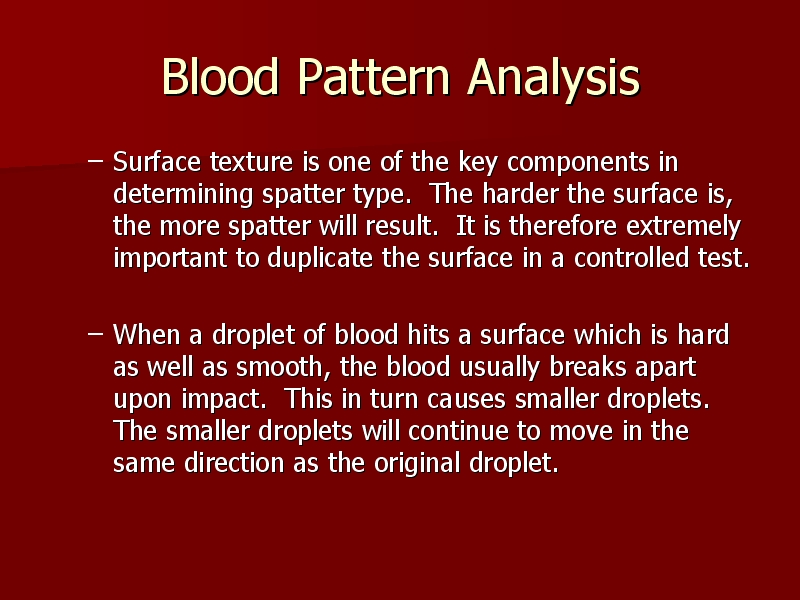 Blood Pattern Analysis
– Surface texture is one of the key components in
determining spatter type.  The harder the surface is,
the more spatter will result.  It is therefore extremely
important to duplicate the surface in a controlled test.
– When a droplet of blood hits a surface which is hard
as well as smooth, the blood usually breaks apart
upon impact.  This in turn causes smaller droplets.
The smaller droplets will continue to move in the
same direction as the original droplet.